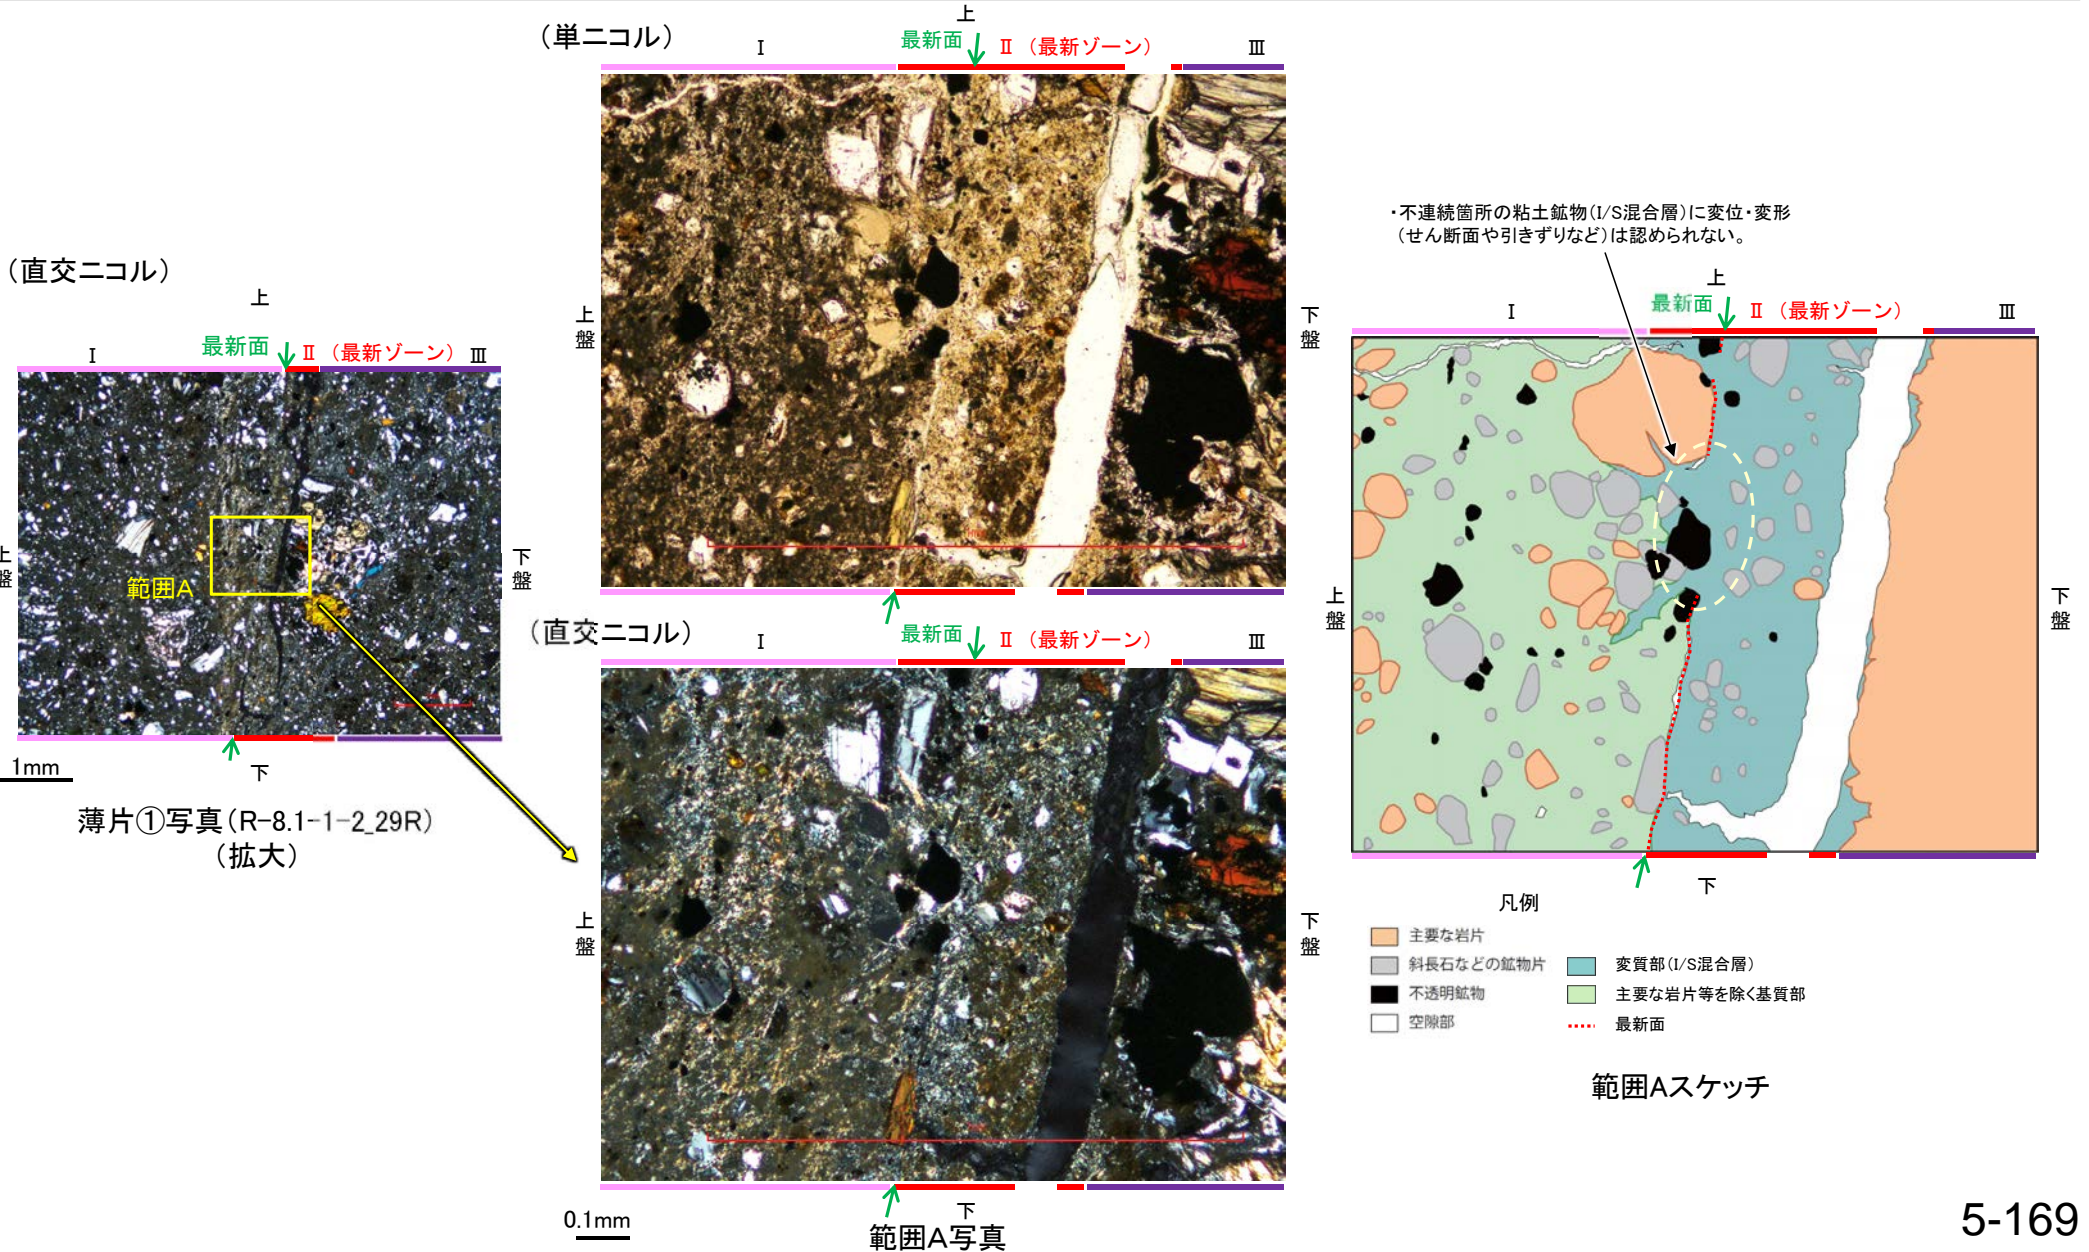 (直交ニコル)
上
最新面
Ⅰ
Ⅱ (最新ゾーン)
Ⅲ
上盤
範囲A
下盤
1mm
下
薄片①写真(R-8.1-1-2_29R)
(拡大)
(単ニコル)
上
最新面
Ⅰ
Ⅱ (最新ゾーン)
Ⅲ
上盤
下盤
(直交ニコル)
Ⅰ
最新面
Ⅱ (最新ゾーン)
Ⅲ
上盤
下盤
0.1mm
下
範囲A写真
・不連続箇所の粘土鉱物(I/S混合層)に変位・変形
(せん断面や引きずりなど)は認められない。
上
最新面
Ⅰ
Ⅱ (最新ゾーン)
Ⅲ
上盤
下盤
下
凡例
主要な岩片
斜長石などの鉱物片
不透明鉱物
空隙部
変質部(I/S混合層)
主要な岩片等を除く基質部
最新面
範囲Aスケッチ
5-169